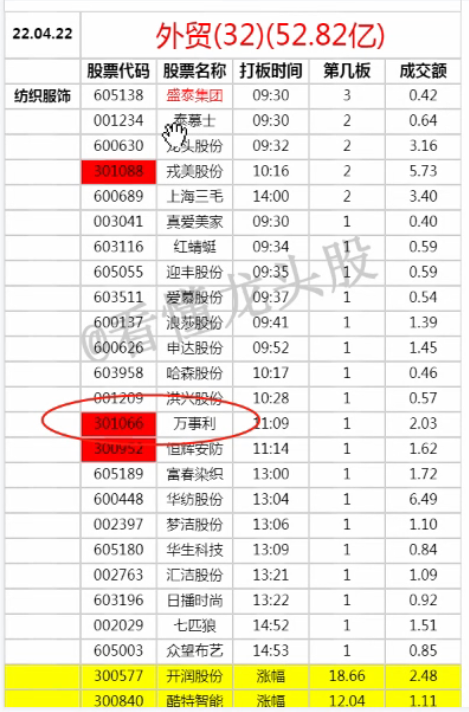 22.04.22 外贸(32)(52.82亿)
股票代码 股票名称 打板时间 第几板 成交额
纺织服饰 605138 盛泰集团 09:30 3 0.42
001234 泰慕士 09:30 2 0.64
600630 龙头股份 09:32 2 3.16
301088 戎美股份 10:16 2 5.73
600689 上海三毛 14:00 2 3.40
003041 真爱美家 09:30 1 0.40
603116 红蜻蜓 09:34 1 0.59
605055 迎丰股份 09:35 1 0.59
603511 爱慕股份 09:37 1 0.54
600137 浪莎股份 09:41 1 1.39
600626 申达股份 09:52 1 1.45
603958 哈森股份 10:17 1 0.46
001209 洪兴股份 10:28 1 0.57
301066 万事利 11:09 1 2.03
300952 恒辉安防 11:14 1 1.62
605189 富春染织 13:00 1 1.72
600448 华纺股份 13:04 1 6.49
002397 梦洁股份 13:06 1 1.10
605180 华生科技 13:09 1 0.84
002763 汇洁股份 13:21 1 1.09
603196 日播时尚 13:22 1 0.92
002029 七匹狼 14:52 1 1.51
605003 众望布艺 14:53 1 0.85
300577 开润股份 涨幅 18.66 2.48
300840 酷特智能 涨幅 12.04 1.11
@看懂龙头股